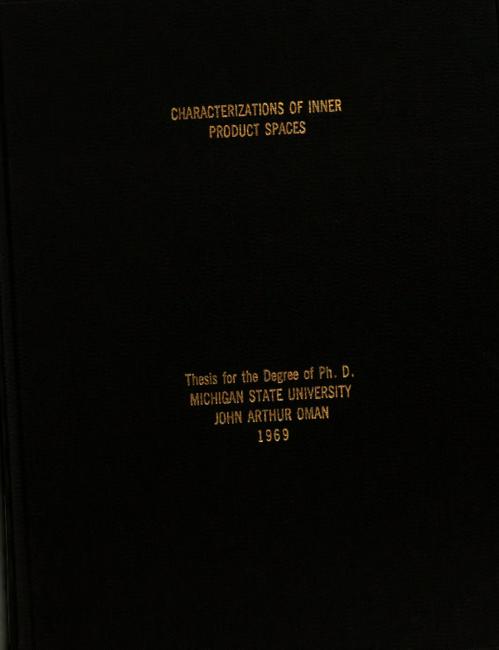 CHARACTERIZATIONS OF INNER
PRODUCT SPACES
Thesis for the Degree of Ph. D.
MICHIGAN STATE UNIVERSITY
JOHN ARTHUR OMAN
1969